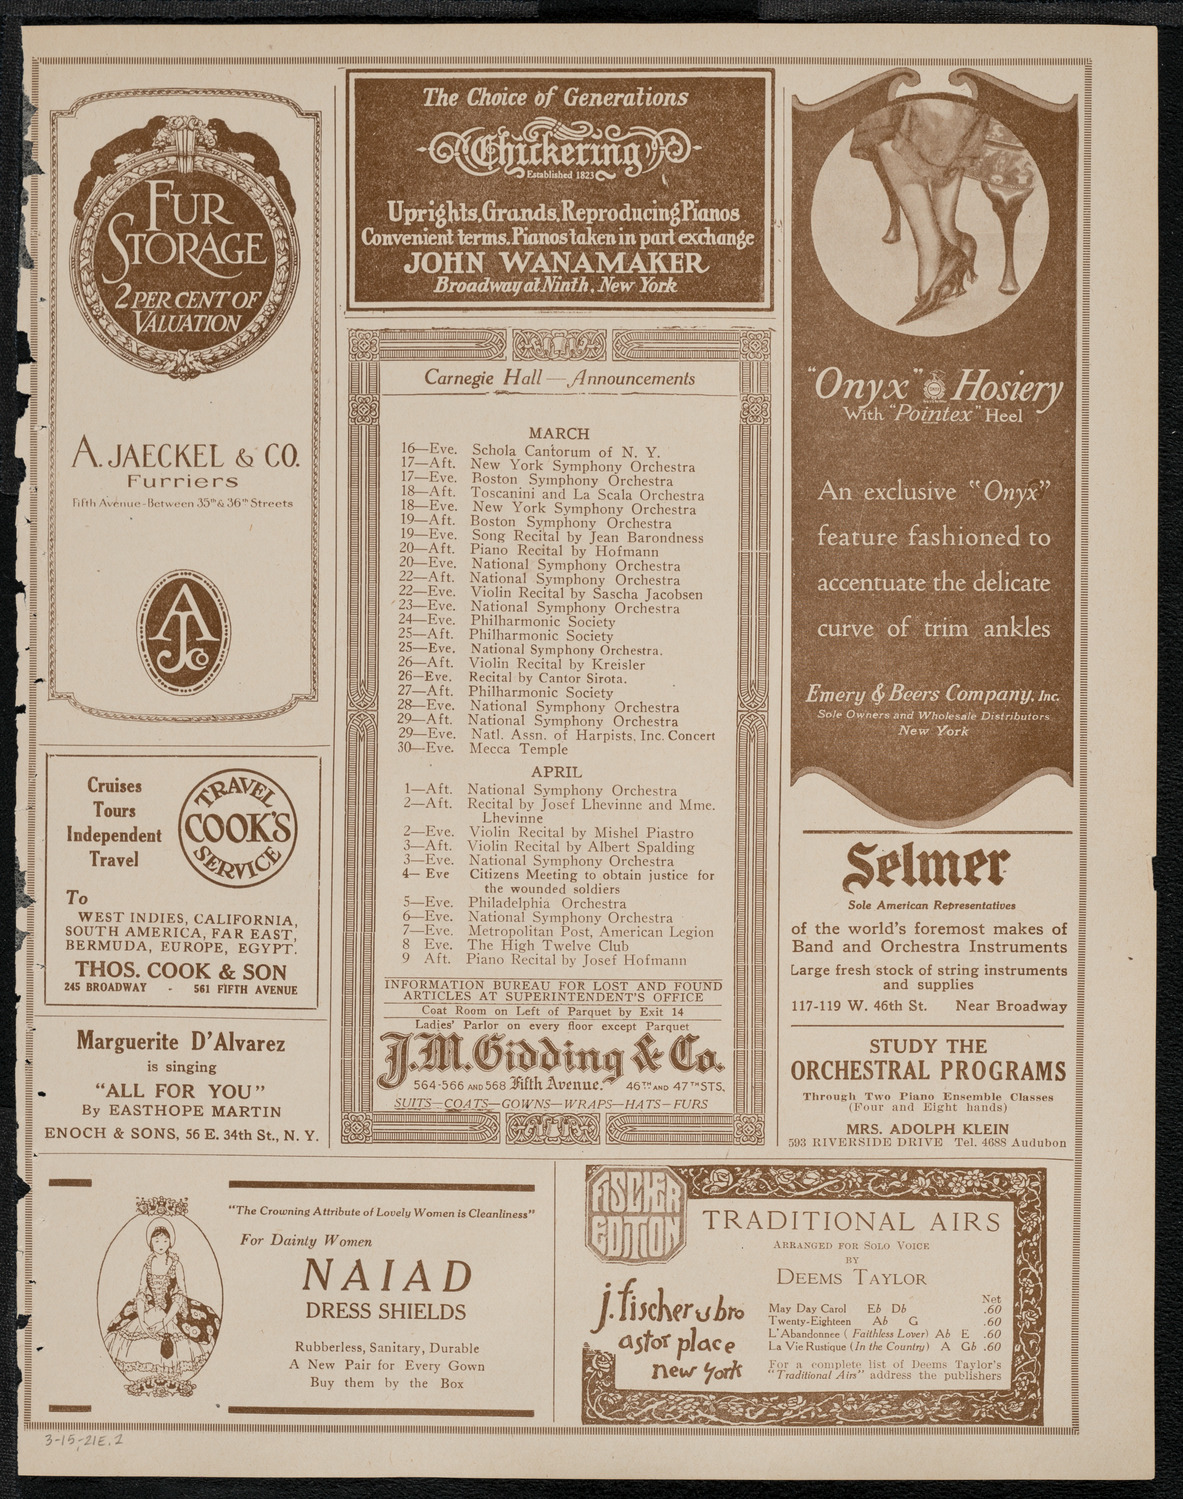 FUR
STORAGE
2 PER CENT OF
VALUATION
A. JAECKEL & CO.
Furriers
Fifth Avenue-Between 35th & 36th Streets
AJCo
Cruises
Tours
Independent
Travel
TRAVEL
COOK'S
SERVICE
To
WEST INDIES, CALIFORNIA,
SOUTH AMERICA, FAR EAST,
BERMUDA, EUROPE, EGYPT.
THOS. COOK & SON
245 BROADWAY - 561 FIFTH AVENUE
Marguerite D'Alvarez
is singing
"ALL FOR YOU"
By EASTHOPE MARTIN
ENOCH & SONS, 56 E. 34th St., N. Y.
The Choice of Generations
Chickering
Established 1823
Uprights, Grands, Reproducing Pianos
Convenient terms. Pianos taken in part exchange
JOHN WANAMAKER
Broadway at Ninth, New York
Carnegie Hall — Announcements
MARCH
16—Eve. Schola Cantorum of N. Y.
17—Aft. New York Symphony Orchestra
17—Eve. Boston Symphony Orchestra
18—Aft. Toscanini and La Scala Orchestra
18—Eve. New York Symphony Orchestra
19—Aft. Boston Symphony Orchestra
19—Eve. Song Recital by Jean Barondness
20—Aft. Piano Recital by Hofmann
20—Eve. National Symphony Orchestra
22—Aft. National Symphony Orchestra
22—Eve. Violin Recital by Sascha Jacobsen
23—Eve. National Symphony Orchestra
24—Eve. Philharmonic Society
25—Aft. Philharmonic Society
25—Eve. National Symphony Orchestra.
26—Aft. Violin Recital by Kreisler
26—Eve. Recital by Cantor Sirota.
27—Aft. Philharmonic Society
28—Eve. National Symphony Orchestra
29—Aft. National Symphony Orchestra
29—Eve. Natl. Assn. of Harpists, Inc. Concert
30—Eve. Mecca Temple
APRIL
1—Aft. National Symphony Orchestra
2—Aft. Recital by Josef Lhevinne and Mme.
Lhevinne
2—Eve. Violin Recital by Mishel Piastro
3—Aft. Violin Recital by Albert Spalding
3—Eve. National Symphony Orchestra
4— Eve Citizens Meeting to obtain justice for
the wounded soldiers
5—Eve. Philadelphia Orchestra
6—Eve. National Symphony Orchestra
7—Eve. Metropolitan Post, American Legion
8 Eve. The High Twelve Club
9 Aft. Piano Recital by Josef Hofmann
INFORMATION BUREAU FOR LOST AND FOUND
ARTICLES AT SUPERINTENDENT'S OFFICE
Coat Room on Left of Parquet by Exit 14
Ladies' Parlor on every floor except Parquet
J.M. Gidding & Co.
564-566 AND 568 Fifth Avenue. 46TH AND 47TH STS.
SUITS—COATS—GOWNS—WRAPS—HATS—FURS
"Onyx" Hosiery
With "Pointex" Heel
An exclusive "Onyx"
feature fashioned to
accentuate the delicate
curve of trim ankles
Emery & Beers Company, Inc.
Sole Owners and Wholesale Distributors
New York
Selmer
Sole American Representatives
of the world's foremost makes of
Band and Orchestra Instruments
Large fresh stock of string instruments
and supplies
117-119 W. 46th St. Near Broadway
STUDY THE
ORCHESTRAL PROGRAMS
Through Two Piano Ensemble Classes
(Four and Eight hands)
MRS. ADOLPH KLEIN
593 RIVERSIDE DRIVE Tel. 4688 Audubon
"The Crowning Attribute of Lovely Women is Cleanliness"
For Dainty Women
NAIAD
DRESS SHIELDS
Rubberless, Sanitary, Durable
A New Pair for Every Gown
Buy them by the Box
FISCHER
EDITION
j. fischer & bro
astor place
new york
TRADITIONAL AIRS
ARRANGED FOR SOLO VOICE
BY
DEEMS TAYLOR
Net
May Day Carol Eb Db .60
Twenty-Eighteen Ab G .60
L'Abandonnee (Faithless Lover) Ab E .60
La Vie Rustique (In the Country) A Gb .60
For a complete list of Deems Taylor's
"Traditional Airs" address the publishers
3-15-21E.2